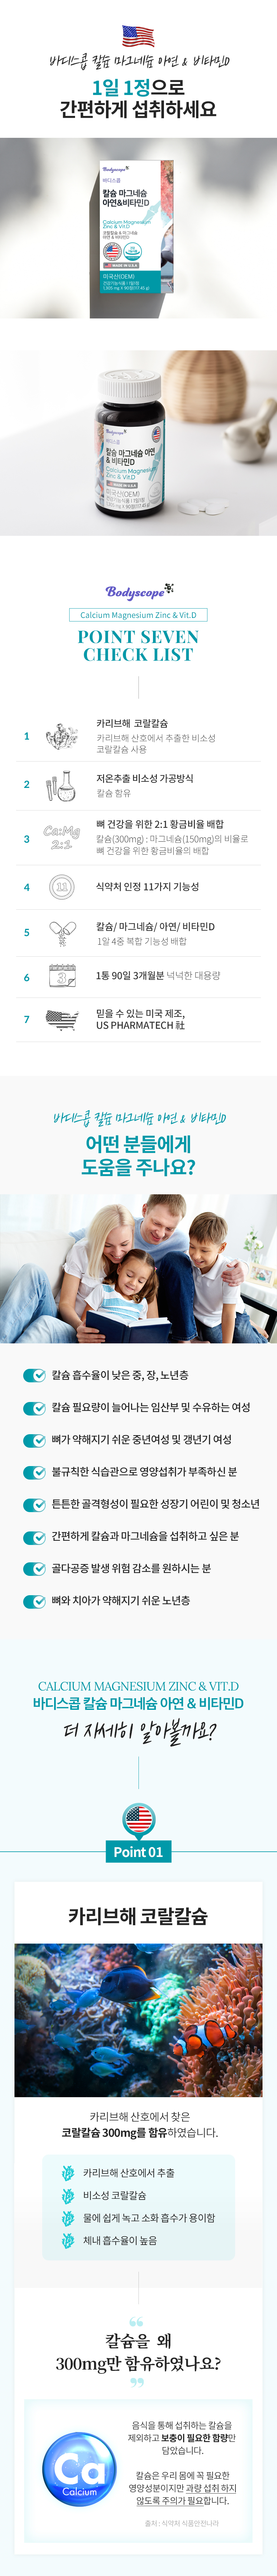 바디스콥 칼슘 마그네슘 아연 & 비타민D
1일 1정으로
간편하게 섭취하세요
Bodyscope
바디스콥
칼슘 마그네슘
아연&비타민D
Calcium Magnesium
Zinc & Vit.D
MADE IN U.S.A
미국산(OEM)
Bodyscope
바디스콥
칼슘 마그네슘 아연
& 비타민D
Calcium Magnesium
Zinc & Vit.D
미국산(OEM)
Bodyscope
Calcium Magnesium Zinc & Vit.D
POINT SEVEN
CHECK LIST
1
카리브해 코랄칼슘
카리브해 산호에서 추출한 비소성
코랄칼슘 사용
2
저온추출 비소성 가공방식
칼슘 함유
3
Ca:Mg
2:1
뼈 건강을 위한 2:1 황금비율 배합
칼슘(300mg) : 마그네슘(150mg)의 비율로
뼈 건강을 위한 황금비율의 배합
4
11
식약처 인정 11가지 기능성
5
칼슘/ 마그네슘/ 아연/ 비타민D
1알 4중 복합 기능성 배합
6
3
1통 90일 3개월분 넉넉한 대용량
7
믿을 수 있는 미국 제조,
US PHARMATECH 社
바디스콥 칼슘 마그네슘 아연 & 비타민D
어떤 분들에게
도움을 주나요?
칼슘 흡수율이 낮은 중, 장, 노년층
칼슘 필요량이 늘어나는 임산부 및 수유하는 여성
뼈가 약해지기 쉬운 중년여성 및 갱년기 여성
불규칙한 식습관으로 영양섭취가 부족하신 분
튼튼한 골격형성이 필요한 성장기 어린이 및 청소년
간편하게 칼슘과 마그네슘을 섭취하고 싶은 분
골다공증 발생 위험 감소를 원하시는 분
뼈와 치아가 약해지기 쉬운 노년층
CALCIUM MAGNESIUM ZINC & VIT.D
바디스콥 칼슘 마그네슘 아연 & 비타민D
더 자세히 알아볼까요?
Point 01
카리브해 코랄칼슘
카리브해 산호에서 찾은
코랄칼슘 300mg를 함유하였습니다.
카리브해 산호에서 추출
비소성 코랄칼슘
물에 쉽게 녹고 소화 흡수가 용이함
체내 흡수율이 높음
칼슘을 왜
300mg만 함유하였나요?
Ca
Calcium
음식을 통해 섭취하는 칼슘을
제외하고 보충이 필요한 함량만
담았습니다.
칼슘은 우리 몸에 꼭 필요한
영양성분이지만 과량 섭취 하지
않도록 주의가 필요합니다.
출처 : 식약처 식품안전나라